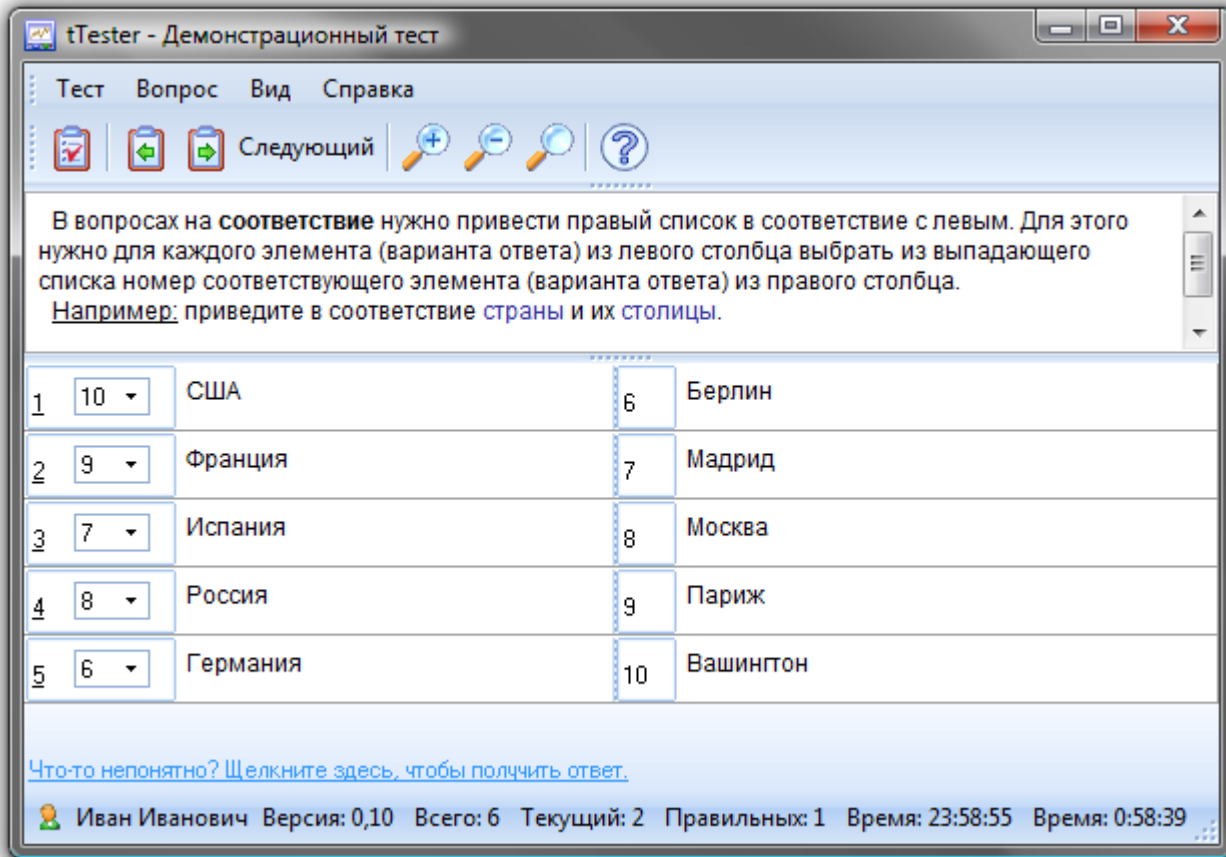 tTester - Демонстрационный тест
Тест Вопрос Вид Справка
Следующий
В вопросах на соответствие нужно привести правый список в соответствие с левым. Для этого
нужно для каждого элемента (варианта ответа) из левого столбца выбрать из выпадающего
списка номер соответствующего элемента (варианта ответа) из правого столбца.
Например: приведите в соответствие страны и их столицы.
1 10 США 6 Берлин
2 9 Франция 7 Мадрид
3 7 Испания 8 Москва
4 8 Россия 9 Париж
5 6 Германия 10 Вашингтон
Что-то непонятно? Щелкните здесь, чтобы получить ответ.
Иван Иванович Версия: 0,10 Всего: 6 Текущий: 2 Правильных: 1 Время: 23:58:55 Время: 0:58:39